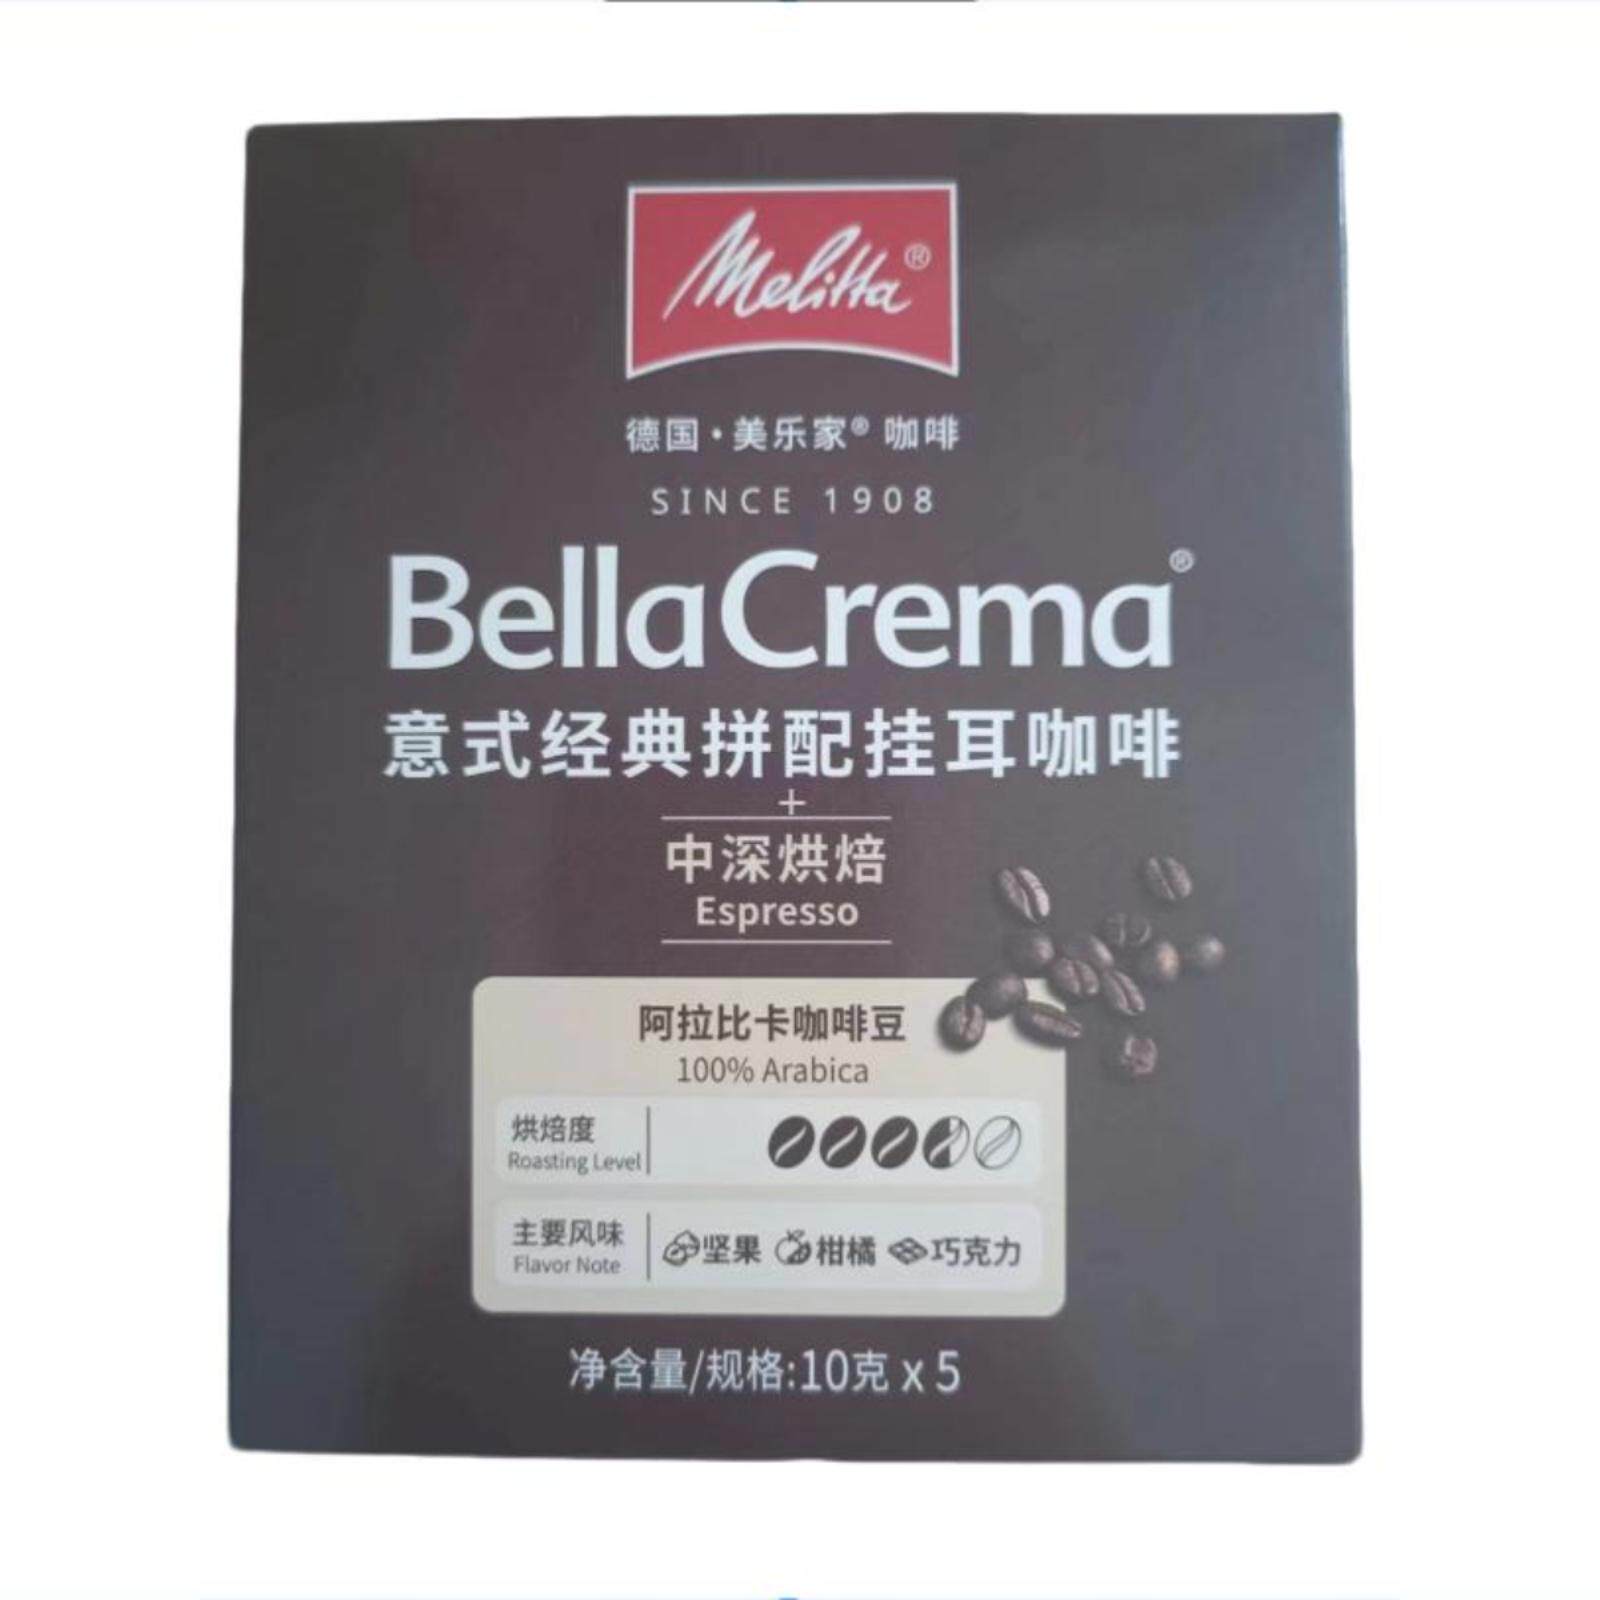 Melitta®
德国·美乐家® 咖啡
SINCE 1908
BellaCrema®
意式经典拼配挂耳咖啡
+
中深烘焙
Espresso
阿拉比卡咖啡豆
100% Arabica
烘焙度
Roasting Level
主要风味
Flavor Note
坚果 柑橘 巧克力
净含量/规格:10克 x 5